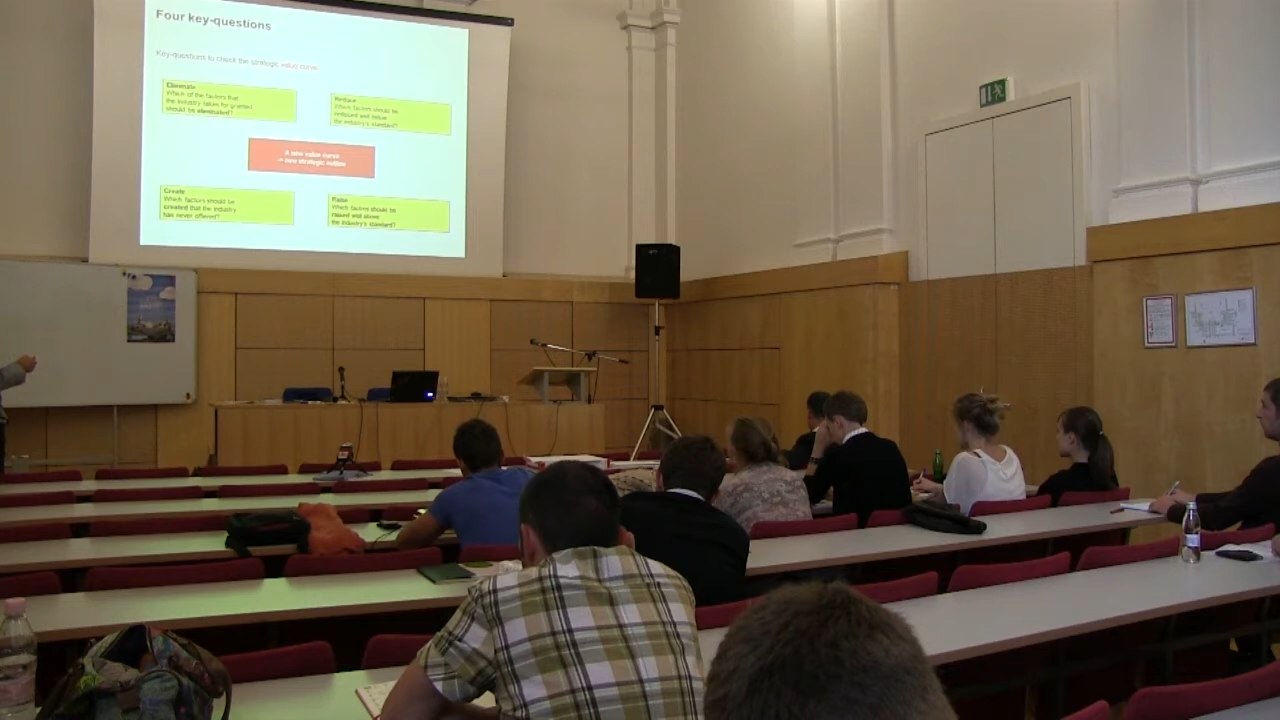 Four key-questions
Key-questions to check the strategic value curve
Eliminate
Which of the factors that
the industry takes for granted
should be eliminated?
Reduce
Which factors should be
reduced well below
the industry's standard?
A new value curve
-> new strategic outline
Create
Which factors should be
created that the industry
has never offered?
Raise
Which factors should be
raised well above
the industry's standard?